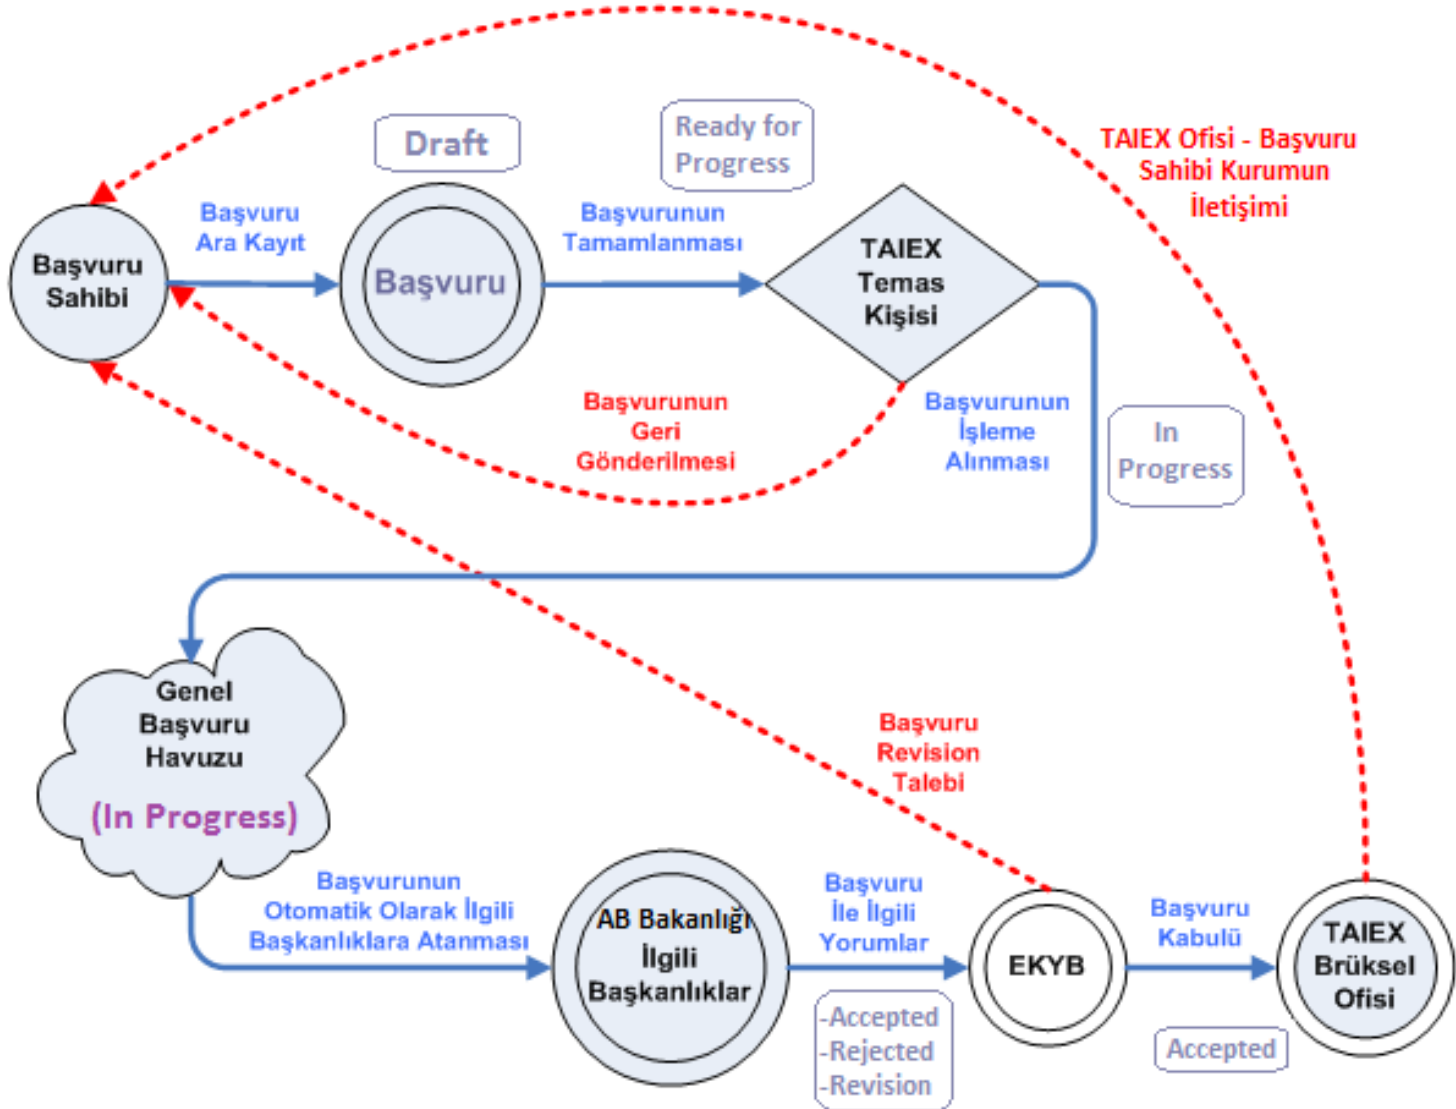 Draft
Ready for
Progress
TAIEX Ofisi - Başvuru
Sahibi Kurumun
İletişimi
Başvuru
Sahibi
Başvuru
Ara Kayıt
Başvuru
Başvurunun
Tamamlanması
TAIEX
Temas
Kişisi
Başvurunun
Geri
Gönderilmesi
Başvurunun
İşleme
Alınması
In
Progress
Genel
Başvuru
Havuzu
(In Progress)
Başvuru
Revision
Talebi
Başvurunun
Otomatik Olarak İlgili
Başkanlıklara Atanması
AB Bakanlığı
İlgili
Başkanlıklar
Başvuru
İle İlgili
Yorumlar
-Accepted
-Rejected
-Revision
EKYB
Başvuru
Kabulü
Accepted
TAIEX
Brüksel
Ofisi